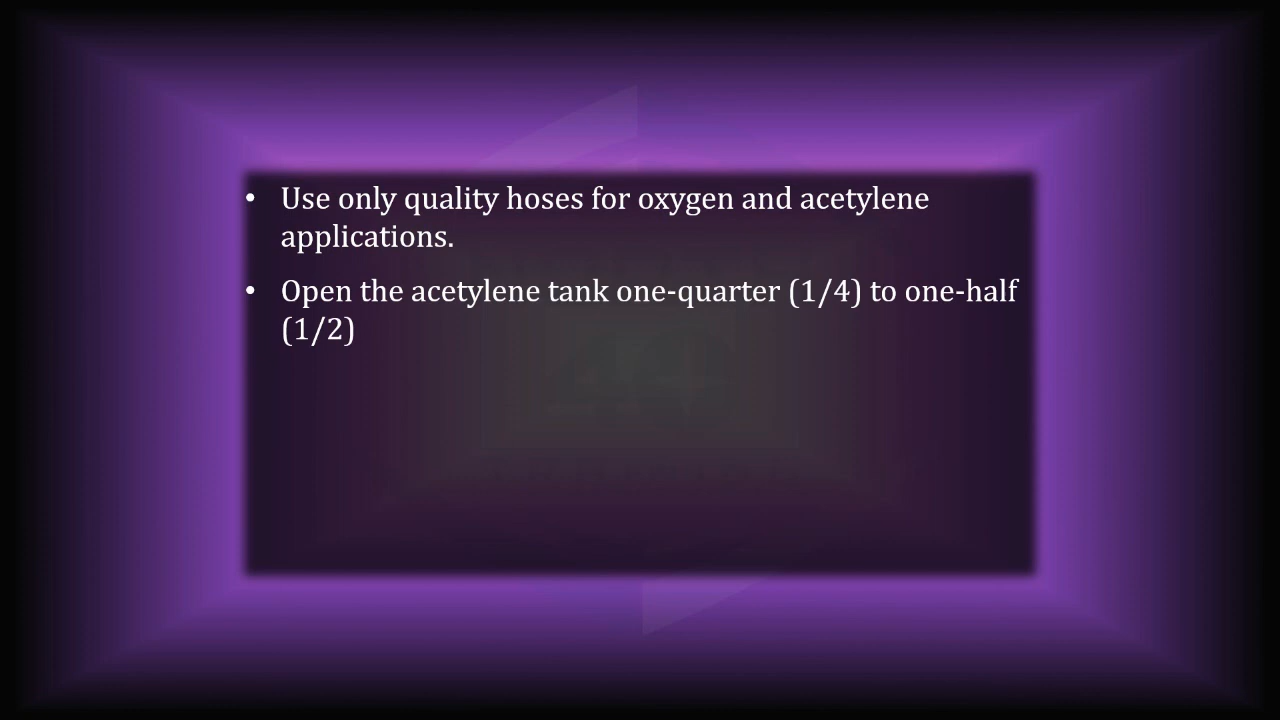 • Use only quality hoses for oxygen and acetylene
applications.
• Open the acetylene tank one-quarter (1/4) to one-half
(1/2)